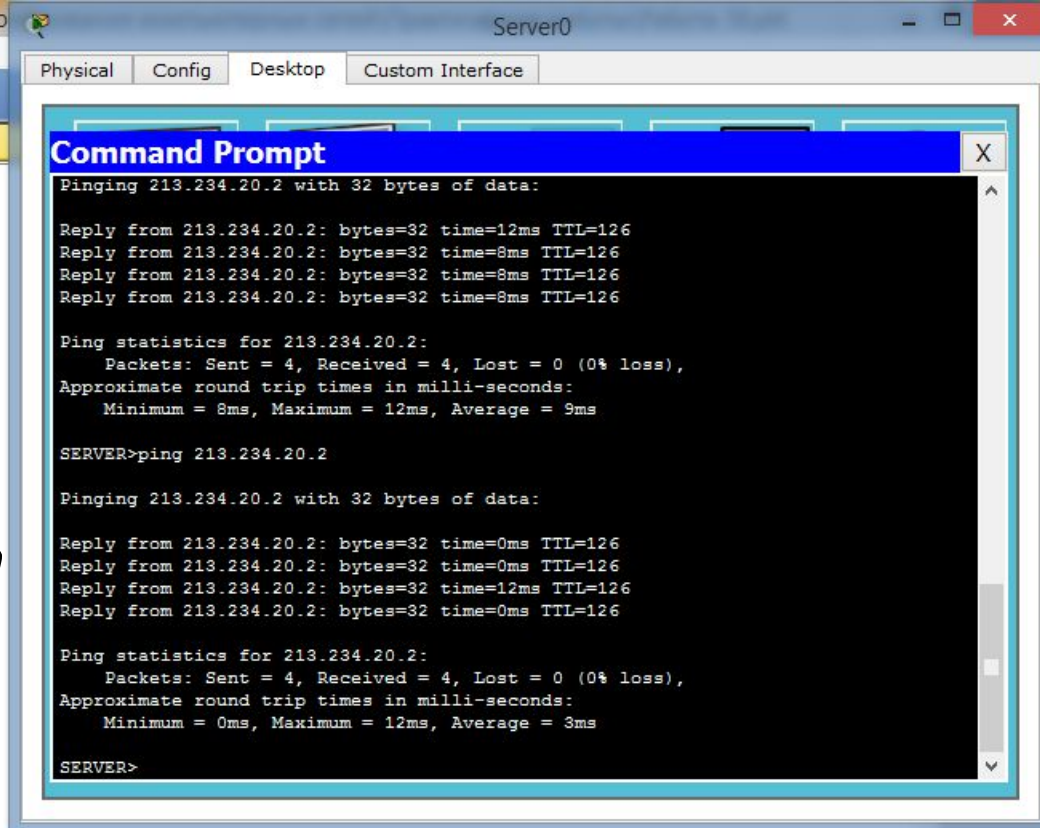 Server0
Physical Config Desktop Custom Interface
Command Prompt X
Pinging 213.234.20.2 with 32 bytes of data:
Reply from 213.234.20.2: bytes=32 time=12ms TTL=126
Reply from 213.234.20.2: bytes=32 time=8ms TTL=126
Reply from 213.234.20.2: bytes=32 time=8ms TTL=126
Reply from 213.234.20.2: bytes=32 time=8ms TTL=126
Ping statistics for 213.234.20.2:
Packets: Sent = 4, Received = 4, Lost = 0 (0% loss),
Approximate round trip times in milli-seconds:
Minimum = 8ms, Maximum = 12ms, Average = 9ms
SERVER>ping 213.234.20.2
Pinging 213.234.20.2 with 32 bytes of data:
Reply from 213.234.20.2: bytes=32 time=0ms TTL=126
Reply from 213.234.20.2: bytes=32 time=0ms TTL=126
Reply from 213.234.20.2: bytes=32 time=12ms TTL=126
Reply from 213.234.20.2: bytes=32 time=0ms TTL=126
Ping statistics for 213.234.20.2:
Packets: Sent = 4, Received = 4, Lost = 0 (0% loss),
Approximate round trip times in milli-seconds:
Minimum = 0ms, Maximum = 12ms, Average = 3ms
SERVER>